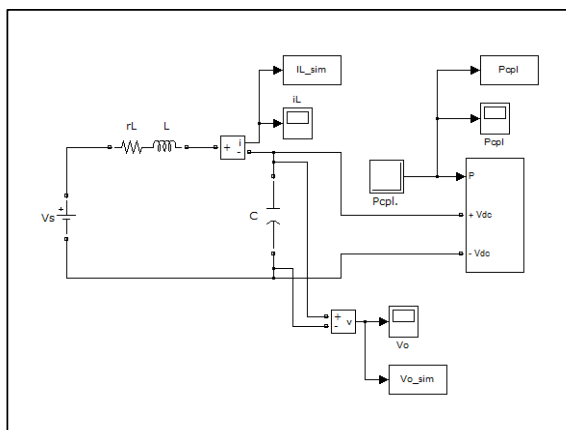 IL_sim
Pcpl
iL
rL
L
+
i
-
Pcpl
Pcpl.
P
+
Vs
C
+ Vdc
- Vdc
+
-
v
Vo
Vo_sim